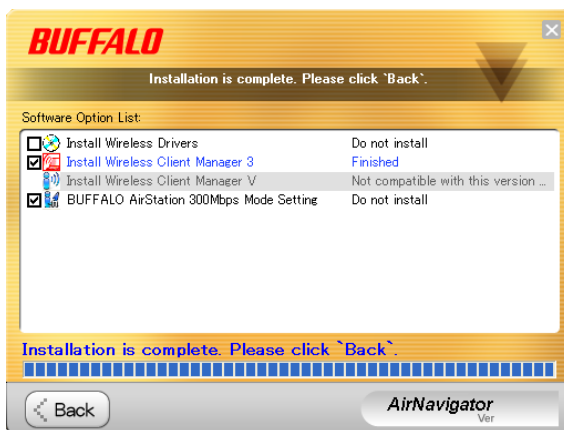 BUFFALO
Installation is complete. Please click `Back`.
Software Option List:
Install Wireless Drivers Do not install
Install Wireless Client Manager 3 Finished
Install Wireless Client Manager V Not compatible with this version ...
BUFFALO AirStation 300Mbps Mode Setting Do not install
Installation is complete. Please click `Back`.
Back
AirNavigator
Ver